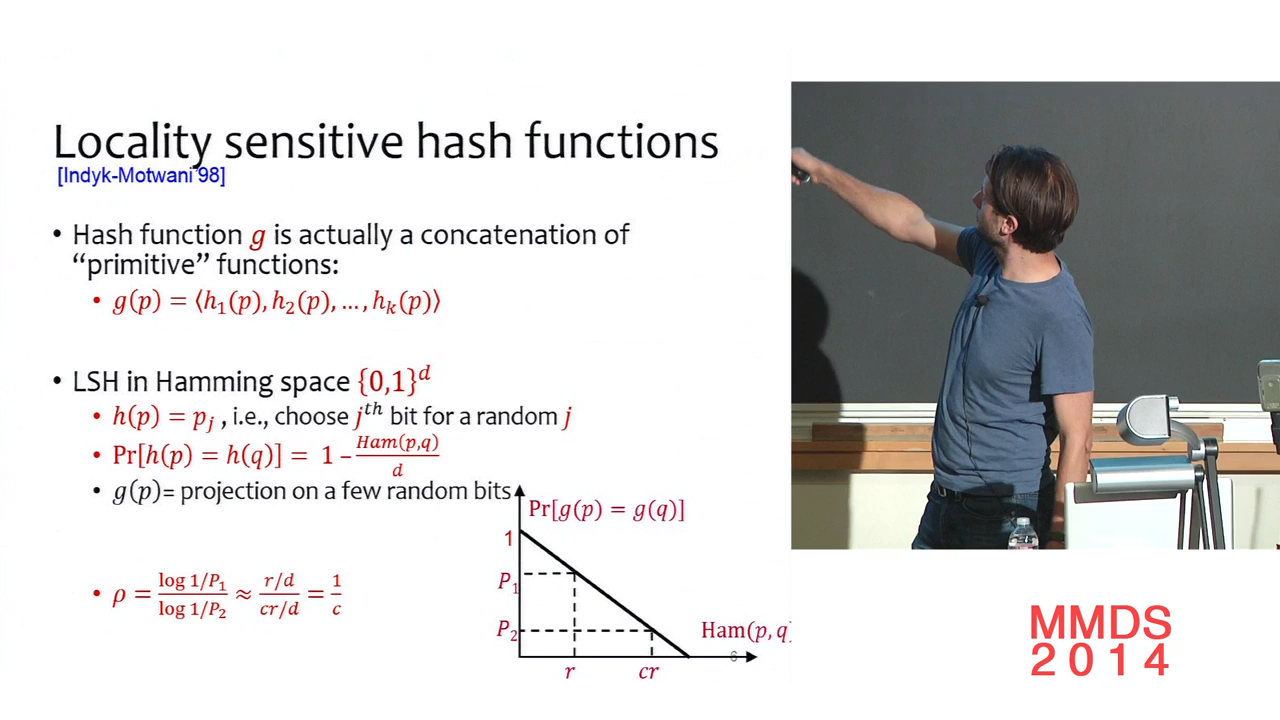 Locality sensitive hash functions
[Indyk-Motwani'98]
• Hash function g is actually a concatenation of
“primitive” functions:
• g(p) = ⟨h₁(p), h₂(p), …, hₖ(p)⟩
• LSH in Hamming space {0,1}ᵈ
• h(p) = pⱼ , i.e., choose jᵗʰ bit for a random j
• Pr[h(p) = h(q)] = 1 – Ham(p,q)/d
• g(p)= projection on a few random bits
Pr[g(p) = g(q)]
1
P₁
• ρ = log 1/P₁ / log 1/P₂ ≈ r/d / cr/d = 1/c
P₂
Ham(p, q)
6
r cr
MMDS
2014